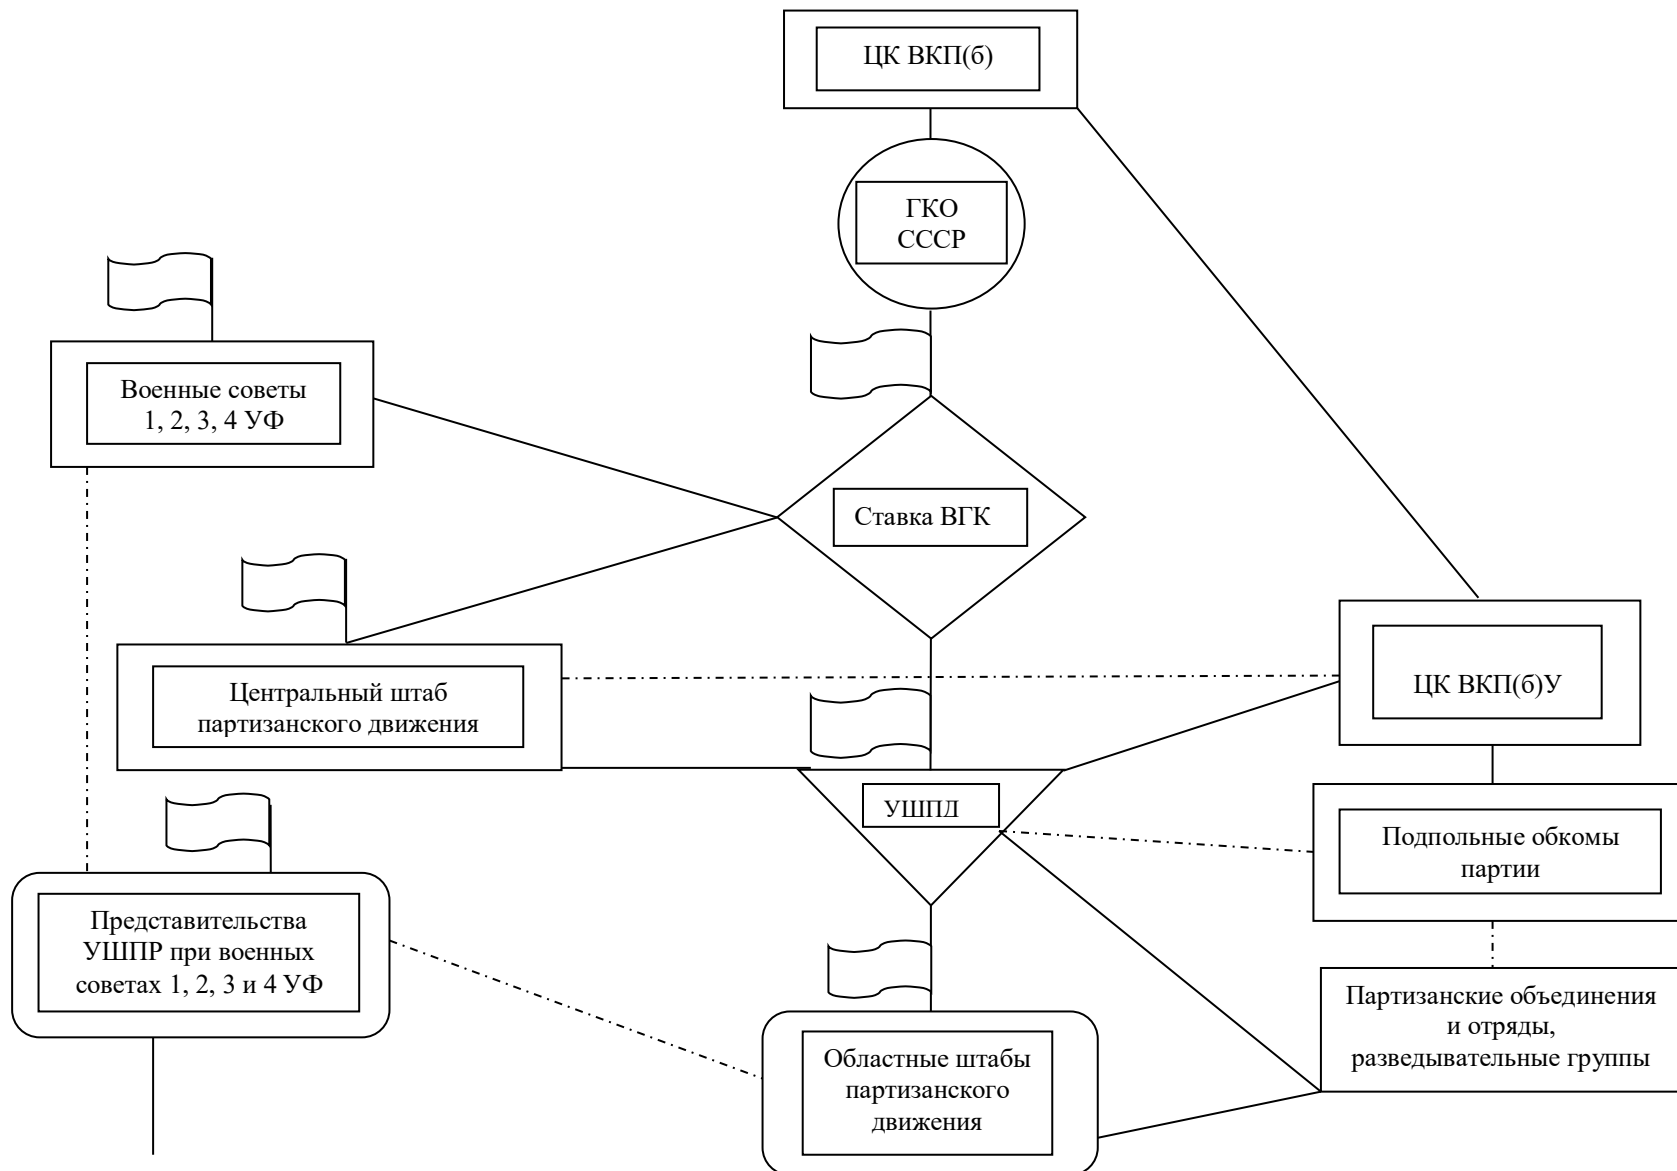 ЦК ВКП(б)
ГКО
СССР
Военные советы
1, 2, 3, 4 УФ
Ставка ВГК
Центральный штаб
партизанского движения
ЦК ВКП(б)У
УШПД
Подпольные обкомы
партии
Представительства
УШПР при военных
советах 1, 2, 3 и 4 УФ
Партизанские объединения
и отряды,
разведывательные группы
Областные штабы
партизанского
движения